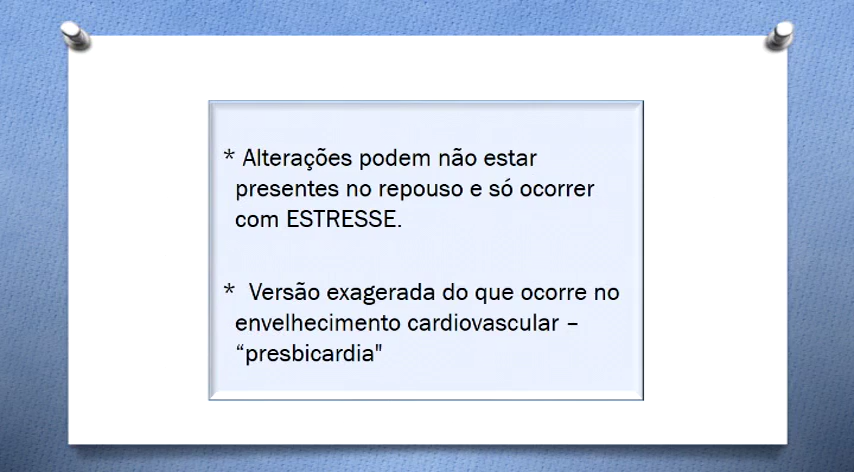 * Alterações podem não estar
presentes no repouso e só ocorrer
com ESTRESSE.
* Versão exagerada do que ocorre no
envelhecimento cardiovascular –
“presbicardia"